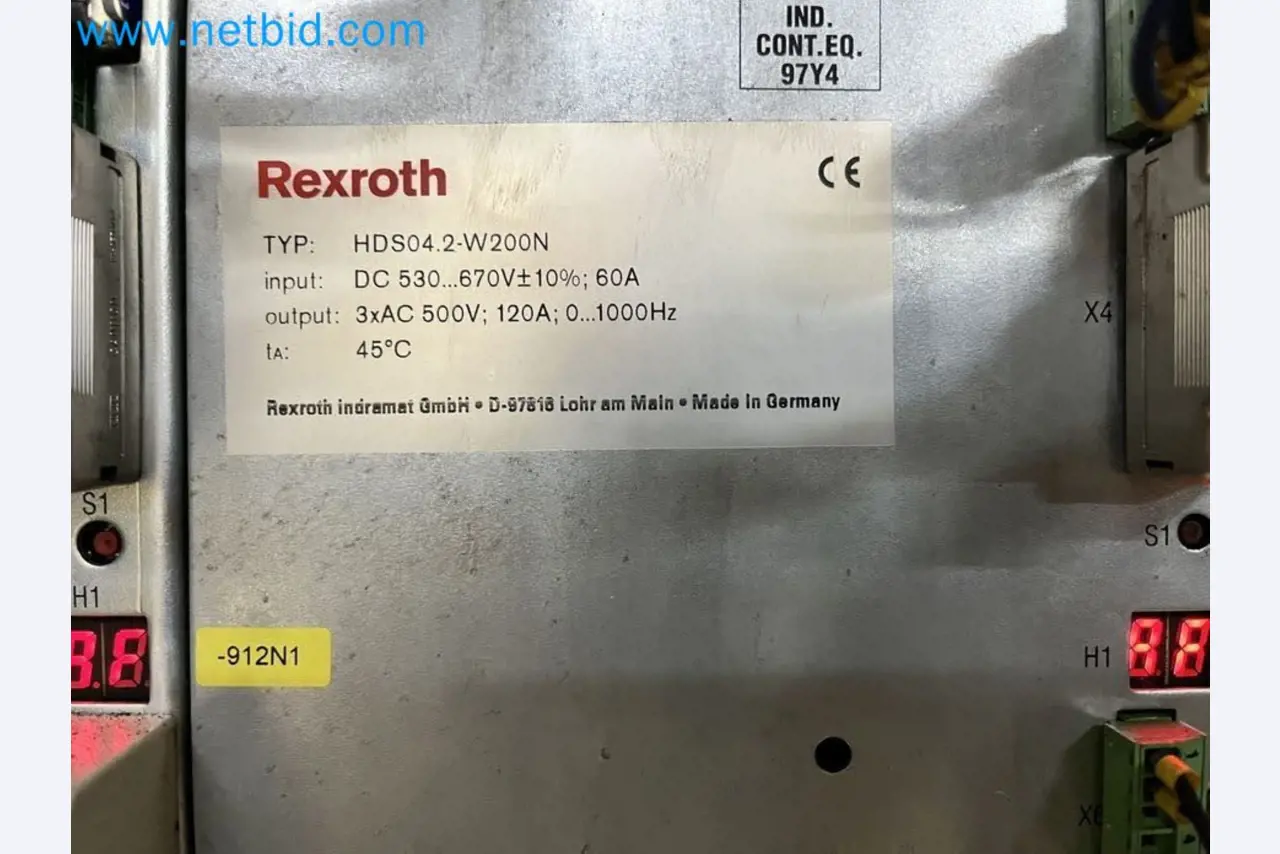 www.netbid.com
IND.
CONT.EQ.
97Y4
Rexroth
CE
TYP: HDS04.2-W200N
input: DC 530...670V±10%; 60A
output: 3xAC 500V; 120A; 0...1000Hz
tA: 45°C
Rexroth Indramat GmbH • D-97816 Lohr am Main • Made in Germany
X4
S1
S1
H1
-912N1
H1
88